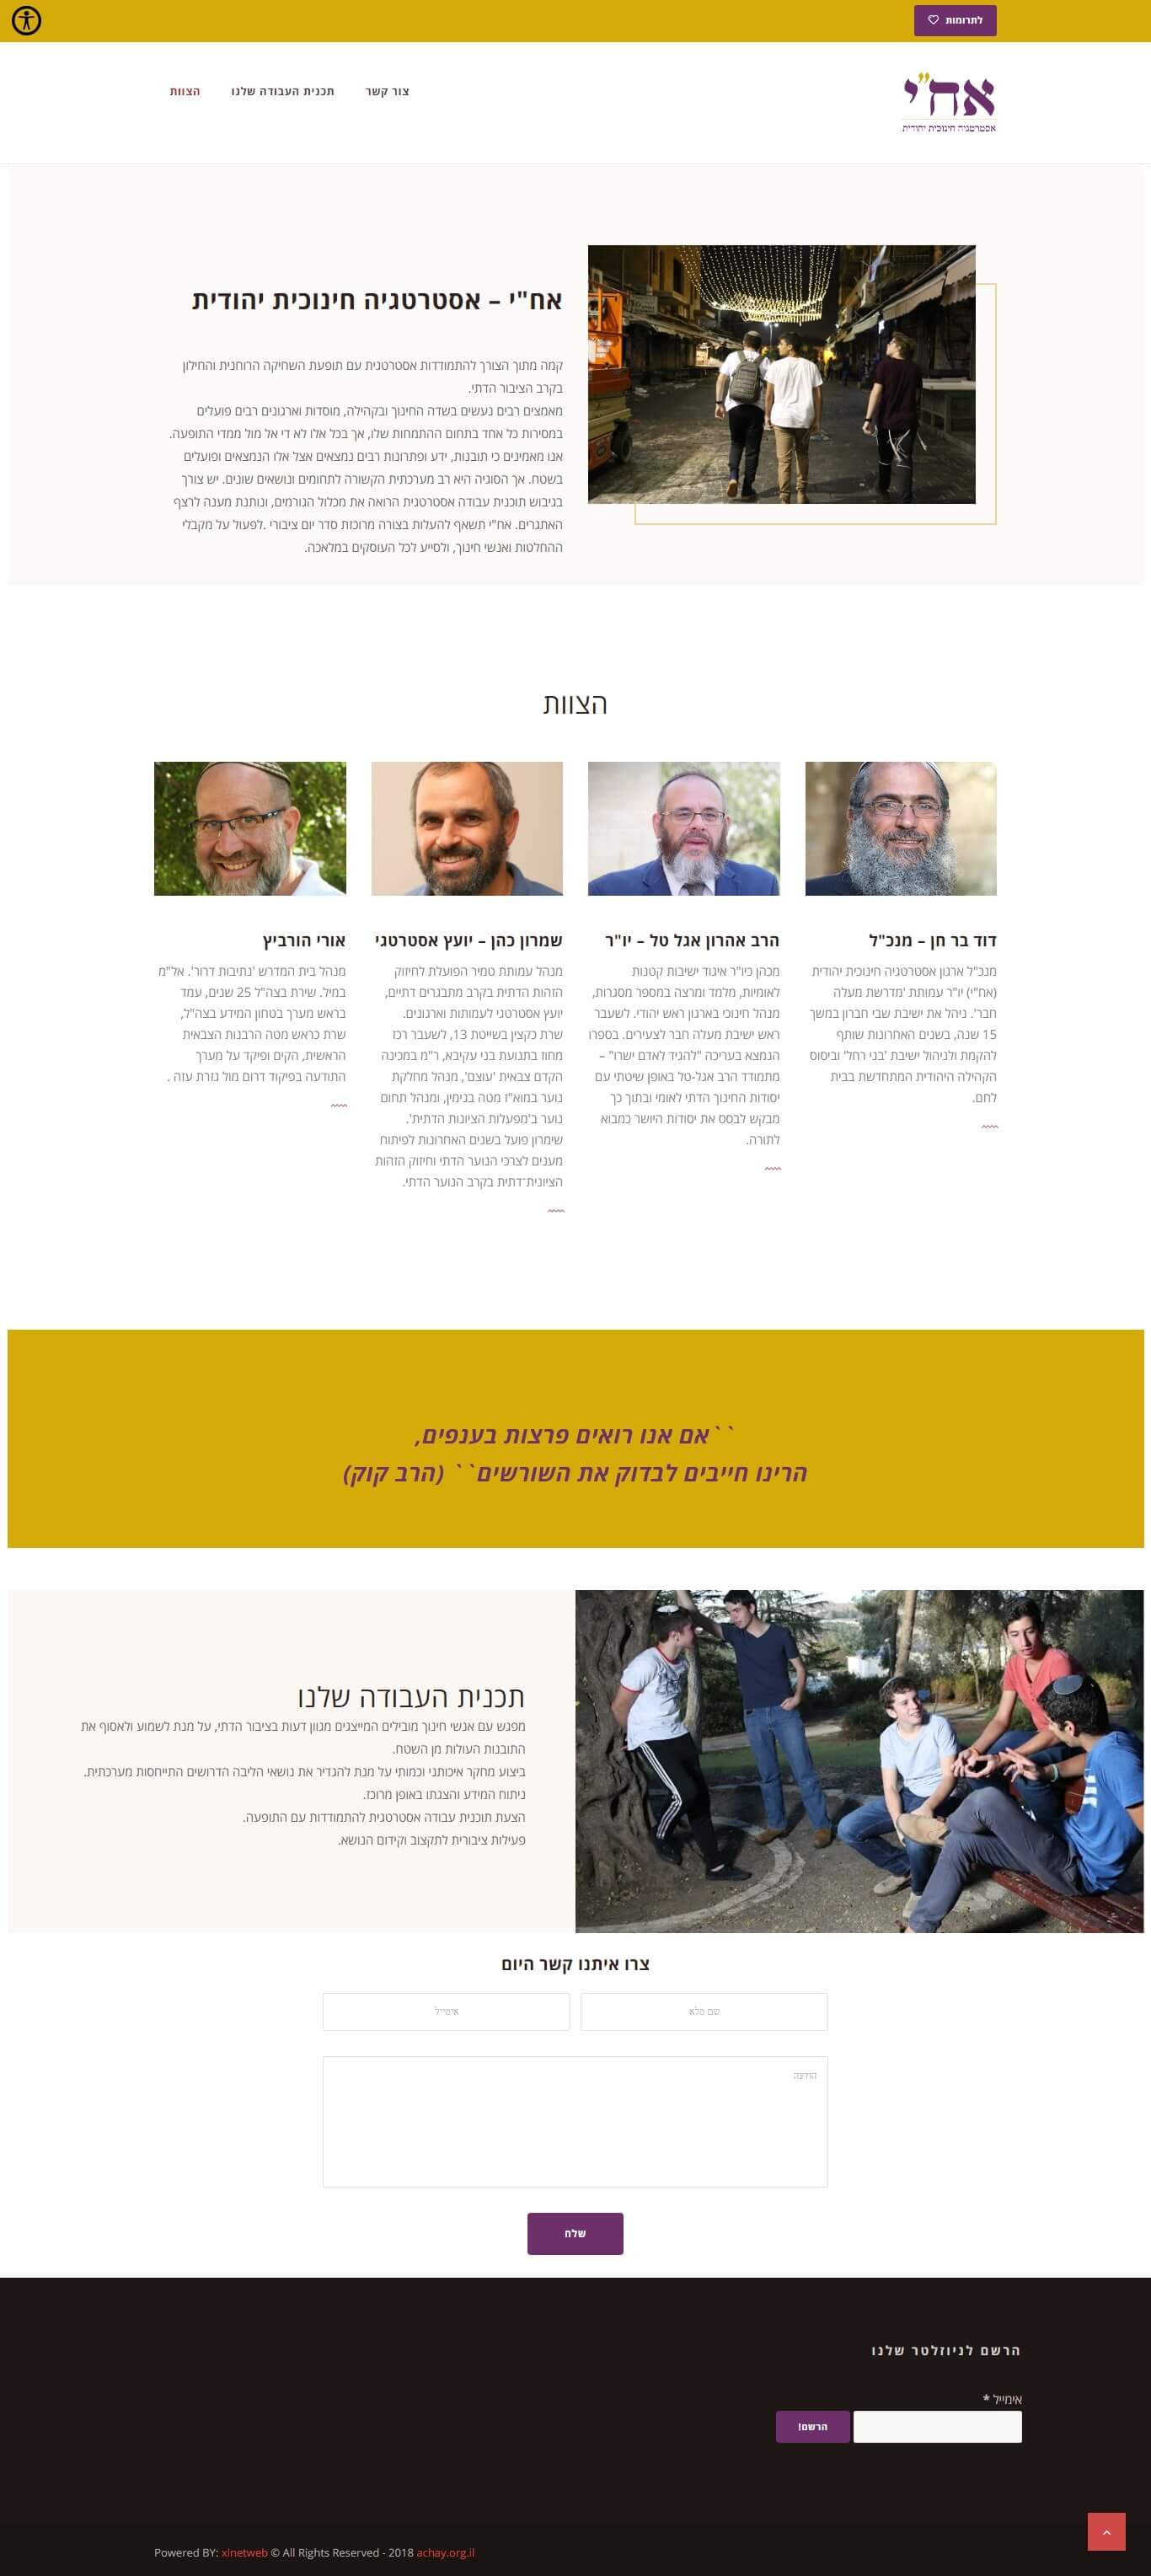 לתרומות
אח"י
אסטרטגיה חינוכית יהודית
צור קשר
תכנית העבודה שלנו
הצוות
אח"י – אסטרטגיה חינוכית יהודית
קמה מתוך הצורך להתמודדות אסטרטגית עם תופעת השחיקה הרוחנית והחילון
בקרב הציבור הדתי.
מאמצים רבים נעשים בשדה החינוך ובקהילה, מוסדות וארגונים רבים פועלים
במסירות כל אחד בתחום ההתמחות שלו, אך בכל אלו לא די אל מול ממדי התופעה.
אנו מאמינים כי תובנות, ידע ופתרונות רבים נמצאים אצל אלו הנמצאים ופועלים
בשטח. אך הסוגיה היא רב מערכתית הקשורה לתחומים ונושאים שונים. יש צורך
בגיבוש תוכנית עבודה אסטרטגית הרואה את מכלול הגורמים, ונותנת מענה לרצף
האתגרים. אח"י תשאף להעלות בצורה מרוכזת סדר יום ציבורי .לפעול על מקבלי
ההחלטות ואנשי חינוך, ולסייע לכל העוסקים במלאכה.
הצוות
דוד בר חן – מנכ"ל
מנכ"ל ארגון אסטרטגיה חינוכית יהודית
(אח"י) יו"ר עמותת 'מדרשת מעלה
חבר'. ניהל את ישיבת שבי חברון במשך
15 שנה, בשנים האחרונות שותף
להקמת ולניהול ישיבת 'בני רחל' וביסוס
הקהילה היהודית המתחדשת בבית
לחם.
הרב אהרון אגל טל – יו"ר
מכהן כיו"ר איגוד ישיבות קטנות
לאומיות, מלמד ומרצה במספר מסגרות,
מנהל חינוכי בארגון ראש יהודי. לשעבר
ראש ישיבת מעלה חבר לצעירים. בספרו
הנמצא בעריכה "להגיד לאדם ישרו" –
מתמודד הרב אגל-טל באופן שיטתי עם
יסודות החינוך הדתי לאומי ובתוך כך
מבקש לבסס את יסודות היושר כמבוא
לתורה.
שמרון כהן – יועץ אסטרטגי
מנהל עמותת טמיר הפועלת לחיזוק
הזהות הדתית בקרב מתבגרים דתיים,
יועץ אסטרטגי לעמותות וארגונים.
שרת כקצין בשייטת 13, לשעבר רכז
מחוז בתנועת בני עקיבא, ר"מ במכינה
הקדם צבאית 'עוצם', מנהל מחלקת
נוער במוא"ז מטה בנימין, ומנהל תחום
נוער ב'מפעלות הציונות הדתית'.
שימרון פועל בשנים האחרונות לפיתוח
מענים לצרכי הנוער הדתי וחיזוק הזהות
הציונית־דתית בקרב הנוער הדתי.
אורי הורביץ
מנהל בית המדרש 'נתיבות דרור'. אל"מ
במיל. שירת בצה"ל 25 שנים, עמד
בראש מערך בטחון המידע בצה"ל,
שרת כראש מטה הרבנות הצבאית
הראשית, הקים ופיקד על מערך
התודעה בפיקוד דרום מול גזרת עזה .
``אם אנו רואים פרצות בענפים,
הרינו חייבים לבדוק את השורשים`` (הרב קוק)
תכנית העבודה שלנו
מפגש עם אנשי חינוך מובילים המייצגים מגוון דעות בציבור הדתי, על מנת לשמוע ולאסוף את
התובנות העולות מן השטח.
ביצוע מחקר איכותני וכמותי על מנת להגדיר את נושאי הליבה הדרושים התייחסות מערכתית.
ניתוח המידע והצגתו באופן מרוכז.
הצעת תוכנית עבודה אסטרטגית להתמודדות עם התופעה.
פעילות ציבורית לתקצוב וקידום הנושא.
צרו איתנו קשר היום
שם מלא
אימייל
הודעה
שלח
הרשם לניוזלטר שלנו
אימייל *
הרשם!
Powered BY: xlnetweb © All Rights Reserved - 2018 achay.org.il